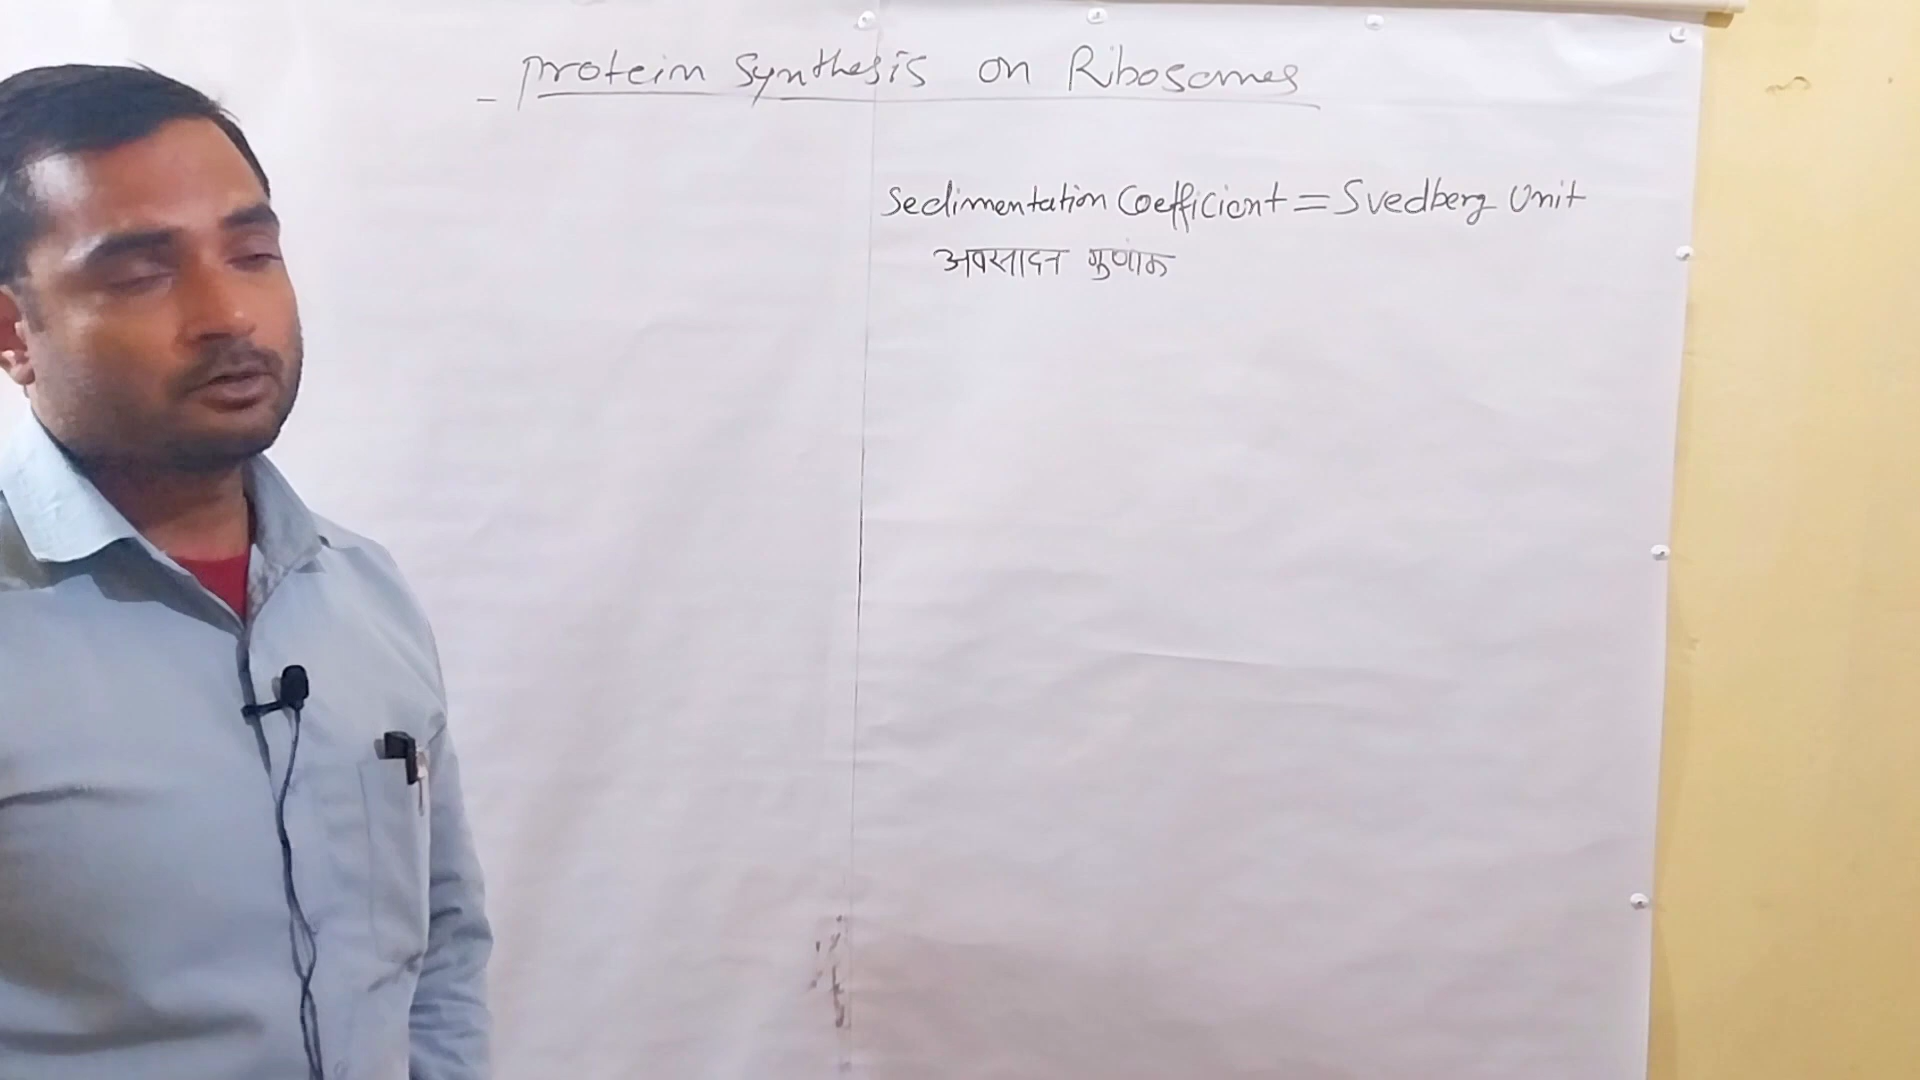 protein Synthesis on Ribosomes
Sedimentation Coefficient = Svedberg Unit
अवसादन गुणांक